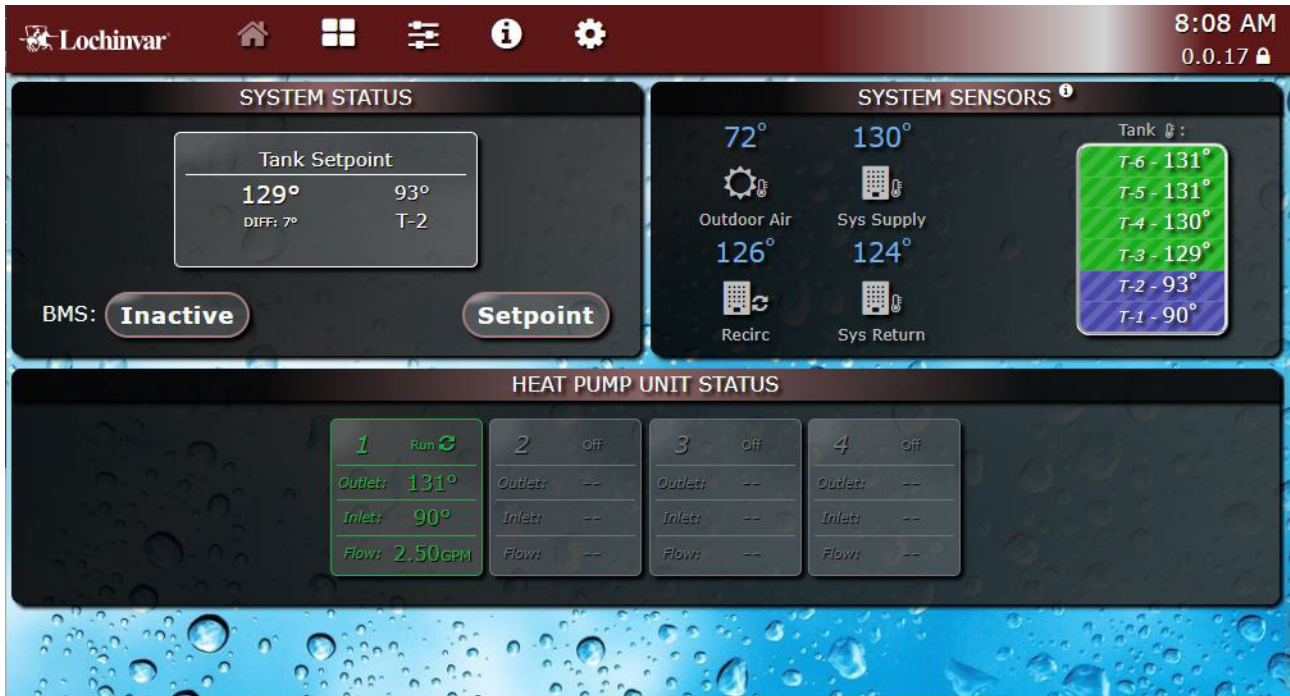 Lochinvar
8:08 AM
0.0.17
SYSTEM STATUS
Tank Setpoint
129° 93°
DIFF: 7° T-2
BMS: Inactive Setpoint
SYSTEM SENSORS
72° 130°
Outdoor Air Sys Supply
126° 124°
Recirc Sys Return
Tank :
T-6 - 131°
T-5 - 131°
T-4 - 130°
T-3 - 129°
T-2 - 93°
T-1 - 90°
HEAT PUMP UNIT STATUS
1 Run
Outlet: 131°
Inlet: 90°
Flow: 2.50GPM
2 Off
Outlet: --
Inlet: --
Flow: --
3 Off
Outlet: --
Inlet: --
Flow: --
4 Off
Outlet: --
Inlet: --
Flow: --